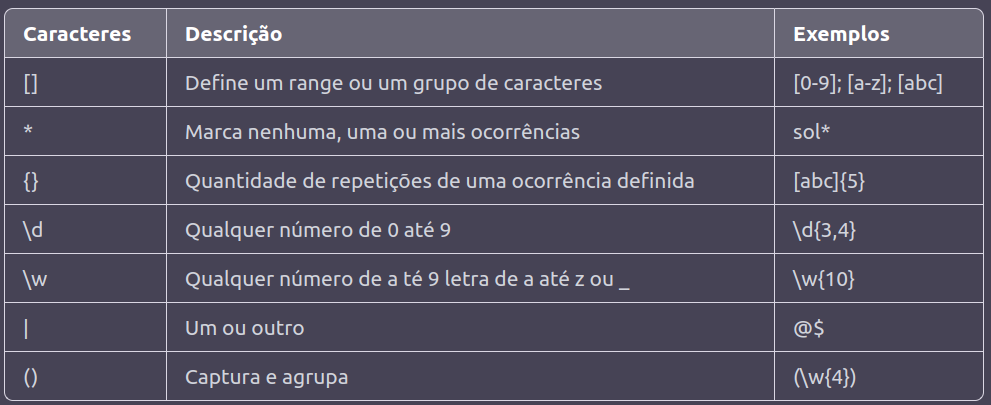 Caracteres Descrição Exemplos
[] Define um range ou um grupo de caracteres [0-9]; [a-z]; [abc]
* Marca nenhuma, uma ou mais ocorrências sol*
{} Quantidade de repetições de uma ocorrência definida [abc]{5}
\d Qualquer número de 0 até 9 \d{3,4}
\w Qualquer número de a té 9 letra de a até z ou _ \w{10}
| Um ou outro @$
() Captura e agrupa (\w{4})